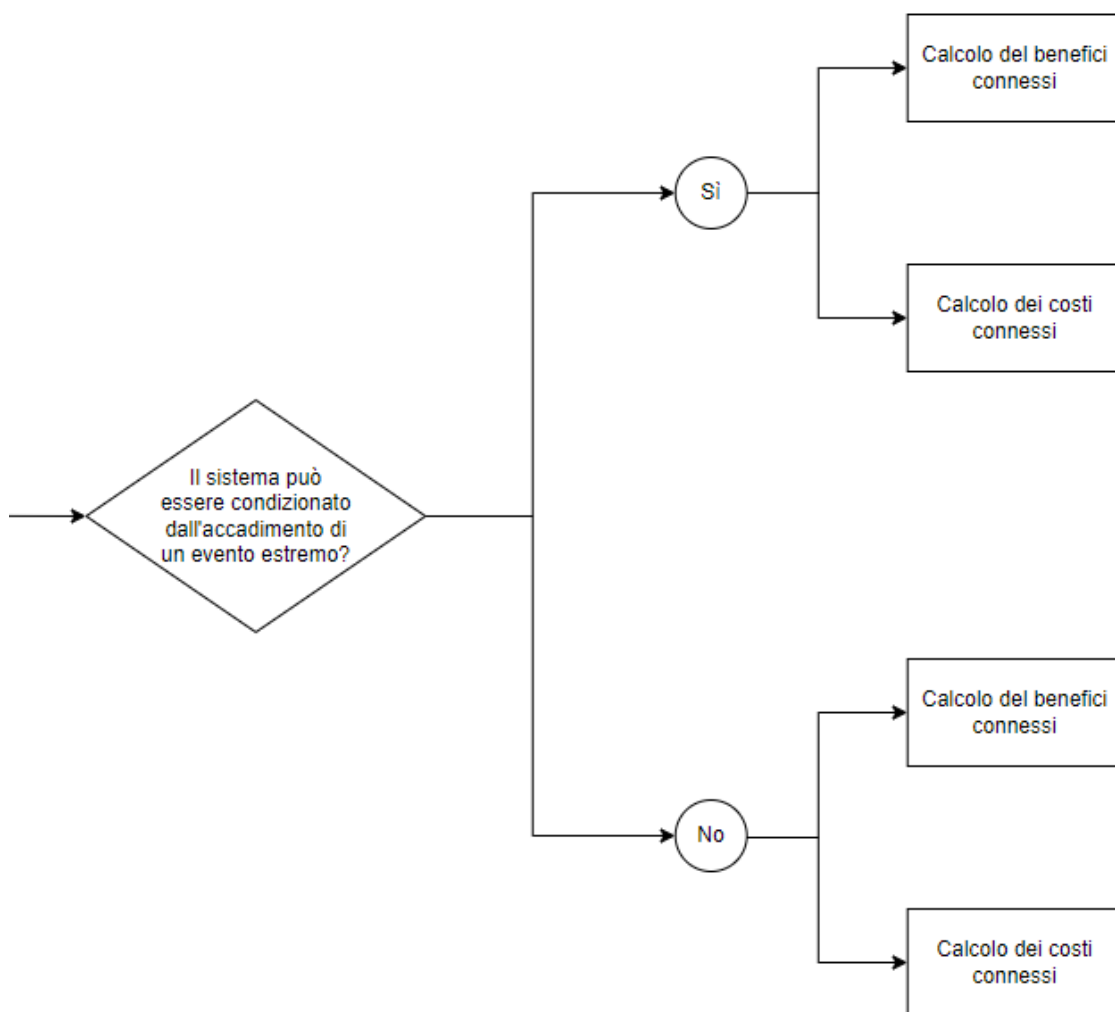 Calcolo del benefici
connessi
Sì
Calcolo dei costi
connessi
Il sistema può
essere condizionato
dall'accadimento di
un evento estremo?
Calcolo del benefici
connessi
No
Calcolo dei costi
connessi